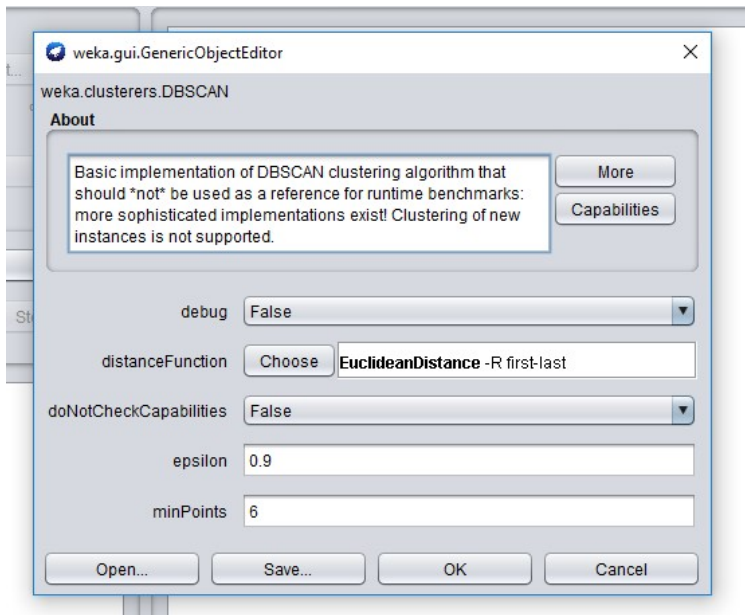 weka.gui.GenericObjectEditor
weka.clusterers.DBSCAN
About
Basic implementation of DBSCAN clustering algorithm that
should *not* be used as a reference for runtime benchmarks:
more sophisticated implementations exist! Clustering of new
instances is not supported.
More
Capabilities
debug False
distanceFunction Choose EuclideanDistance -R first-last
doNotCheckCapabilities False
epsilon 0.9
minPoints 6
Open... Save... OK Cancel